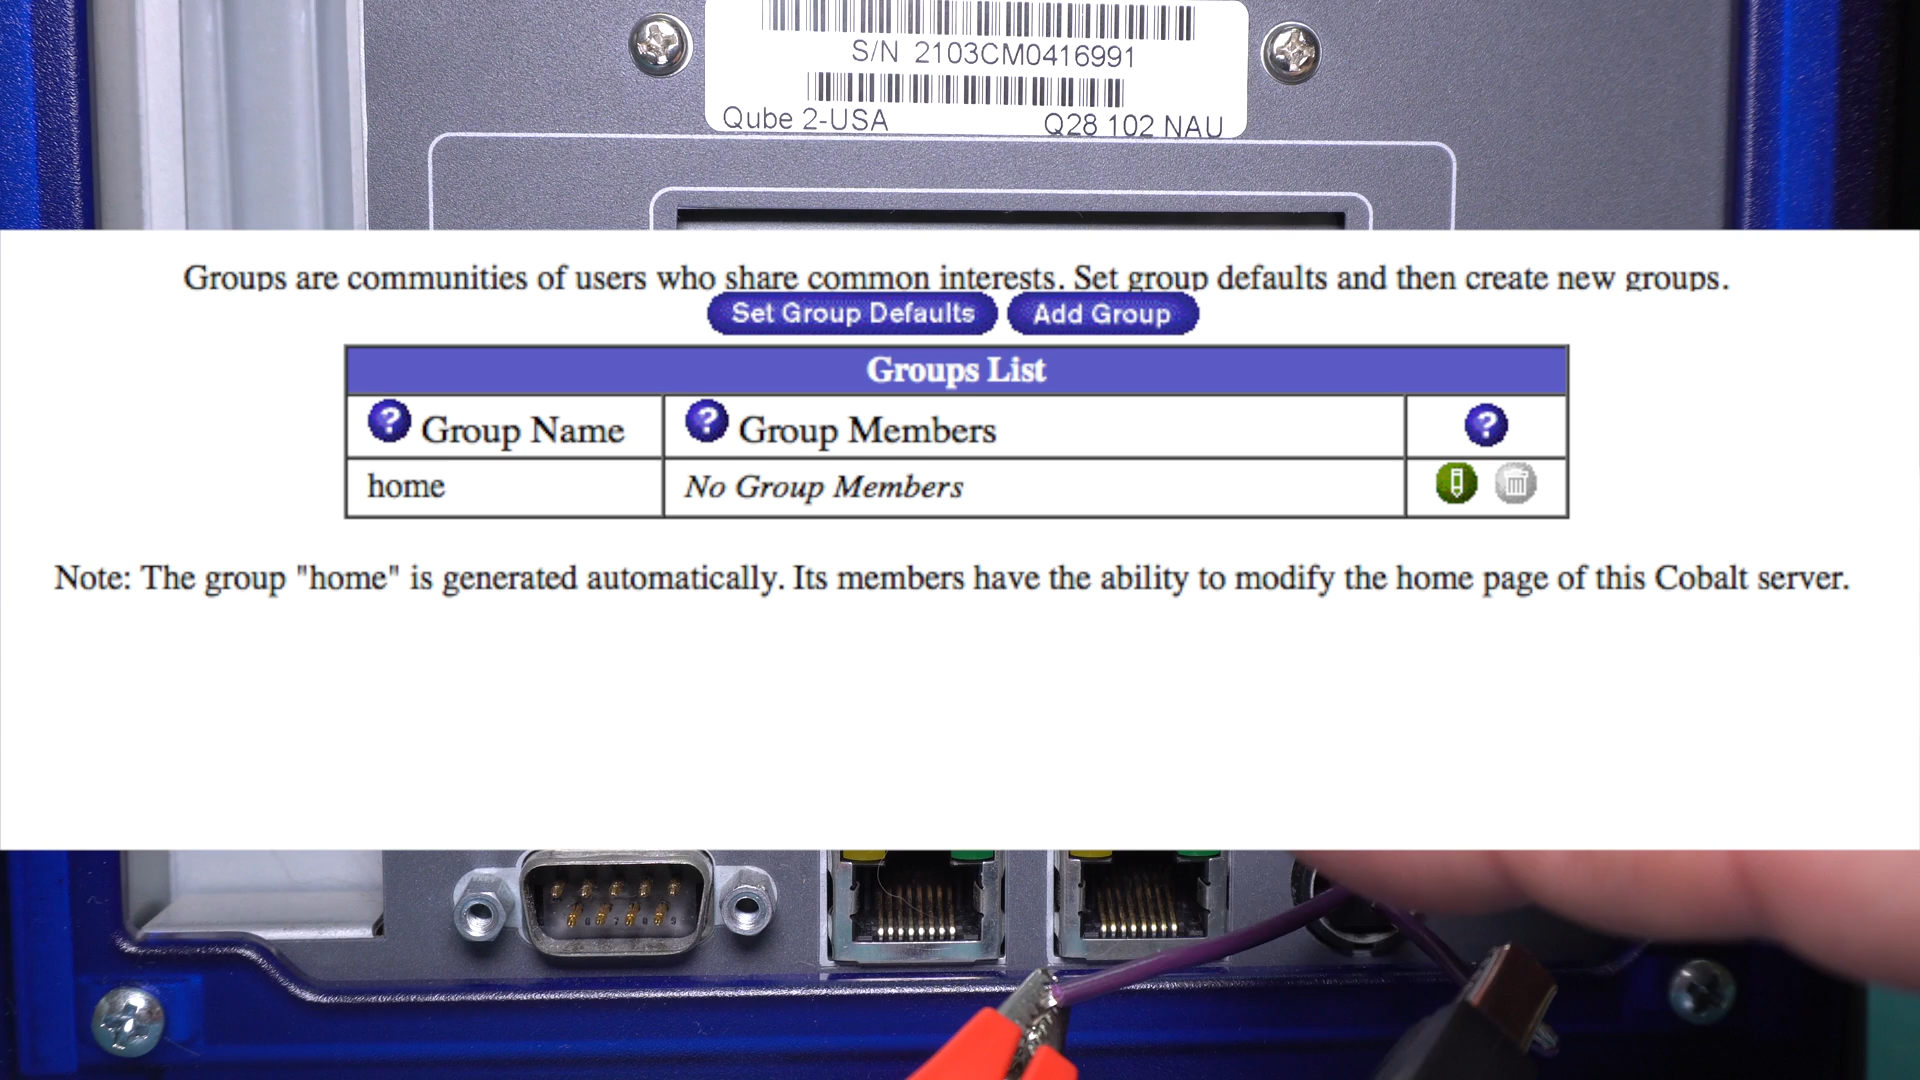 S/N 2103CM0416991
Qube 2-USA Q28 102 NAU
Groups are communities of users who share common interests. Set group defaults and then create new groups.
Set Group Defaults Add Group
Groups List
? Group Name ? Group Members ?
home No Group Members
Note: The group "home" is generated automatically. Its members have the ability to modify the home page of this Cobalt server.